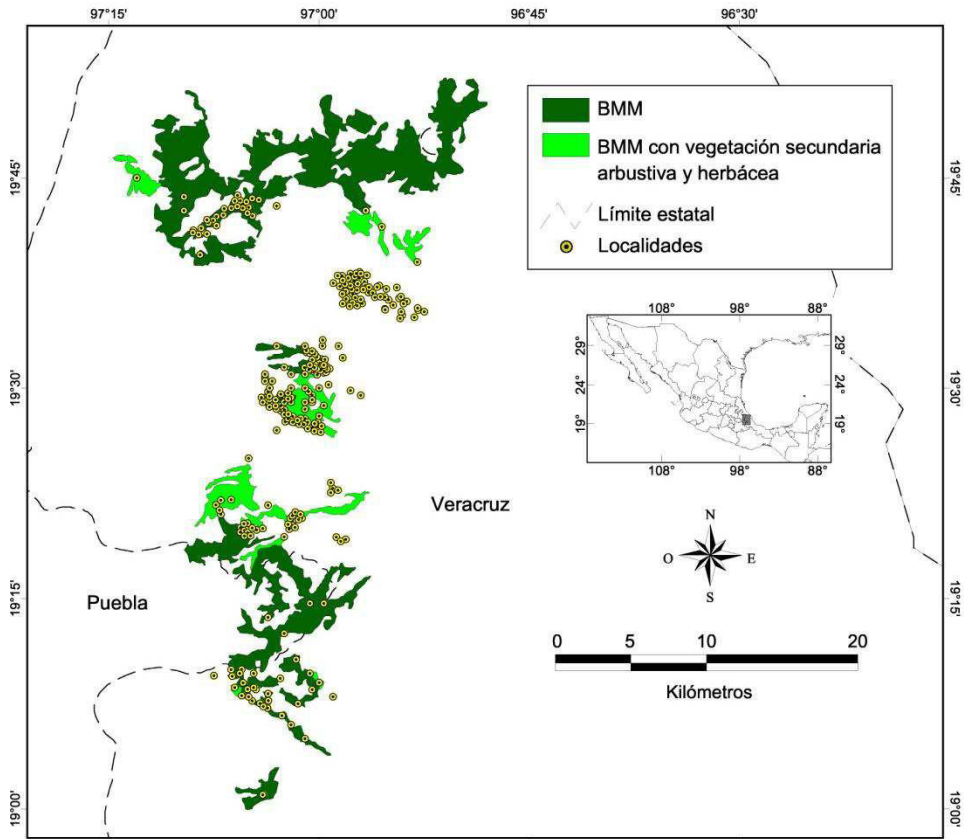 97°15' 97°00' 96°45' 96°30'
BMM
BMM con vegetación secundaria
arbustiva y herbácea
Límite estatal
Localidades
19°45' 19°45'
108° 98° 88°
29° 29°
24° 24°
19° 19°
108° 98° 88°
19°30' 19°30'
Veracruz
N
O E
S
Puebla
19°15' 19°15'
0 5 10 20
Kilómetros
19°00' 19°00'